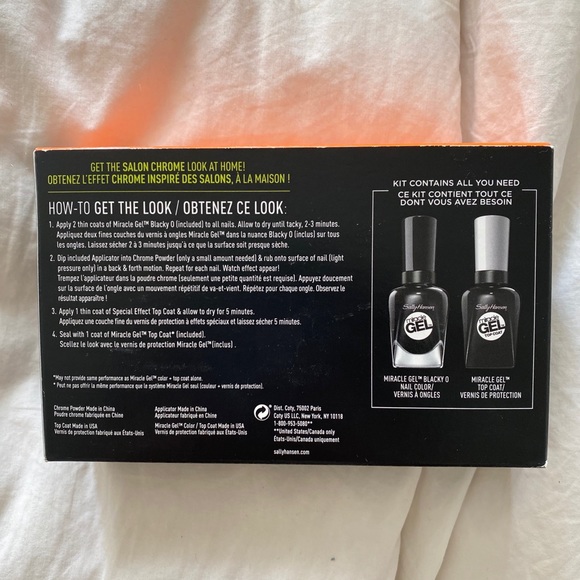 GET THE SALON CHROME LOOK AT HOME!
OBTENEZ L'EFFET CHROME INSPIRÉ DES SALONS, À LA MAISON !
HOW-TO GET THE LOOK / OBTENEZ CE LOOK:
1. Apply 2 thin coats of Miracle Gel™ Blacky O (included) to all nails. Allow to dry until tacky, 2-3 minutes.
Appliquez deux fines couches du vernis à ongles Miracle Gel™ dans la nuance Blacky O (inclus) sur tous
les ongles. Laissez sécher 2 à 3 minutes jusqu'à ce que la surface soit presque sèche.
2. Dip included Applicator into Chrome Powder (only a small amount needed) & rub onto surface of nail (light
pressure only) in a back & forth motion. Repeat for each nail. Watch effect appear!
Trempez l'applicateur dans la poudre chrome (seulement une petite quantité est requise). Appuyez doucement
sur la surface de l'ongle avec un mouvement répétitif de va-et-vient. Répétez pour chaque ongle. Observez le
résultat apparaître !
3. Apply 1 thin coat of Special Effect Top Coat & allow to dry for 5 minutes.
Appliquez une couche fine du vernis de protection à effets spéciaux et laissez sécher 5 minutes.
4. Seal with 1 coat of Miracle Gel™ Top Coat* (included).
Scellez le look avec le vernis de protection Miracle Gel™(inclus) .
*May not provide same performance as Miracle Gel™ color + top coat alone.
* Peut ne pas offrir la même performance que le système Miracle Gel seul (couleur + vernis de protection).
Chrome Powder Made in China
Poudre chrome fabriquée en Chine
Top Coat Made in USA
Vernis de protection fabriqué aux États-Unis
Applicator Made in China
Applicateur fabriqué en Chine
Miracle Gel™ Color / Top Coat Made in USA
Vernis de protection fabriqué aux États-Unis
Dist. Coty, 75002 Paris
Coty US LLC, New York, NY 10118
1-800-953-5080**
**United States/Canada only
États-Unis/Canada uniquement
sallyhansen.com
KIT CONTAINS ALL YOU NEED
CE KIT CONTIENT TOUT CE
DONT VOUS AVEZ BESOIN
Sally Hansen
GEL
Sally Hansen
GEL
TOP COAT
MIRACLE GEL™ BLACKY O
NAIL COLOR/
VERNIS À ONGLES
MIRACLE GEL™
TOP COAT/
VERNIS DE PROTECTION